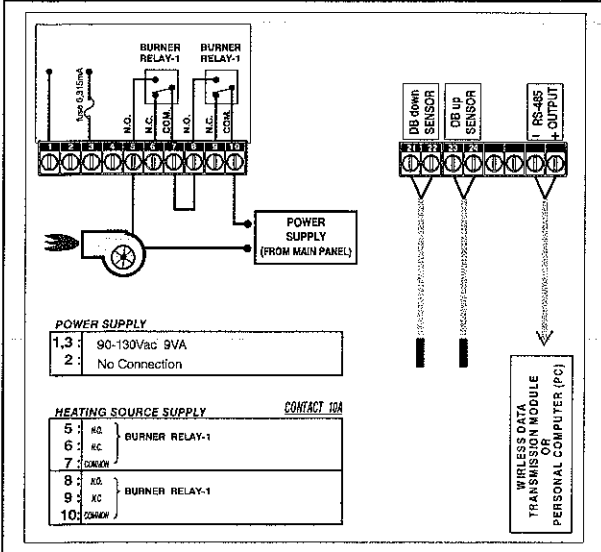 BURNER RELAY-1
BURNER RELAY-1
fuse 0,315mA
N.O.
N.C.
COM.
N.O.
N.C.
COM.
1 2 3 4 5 6 7 8 9 10
POWER
SUPPLY
(FROM MAIN PANEL)
DB down
SENSOR
DB up
SENSOR
RS-485
- + OUTPUT
21 22 23 24
WIRLESS DATA
TRANSMISSION MODULE
OR
PERSONAL COMPUTER (PC)
POWER SUPPLY
1,3 : 90-130Vac 9VA
2 : No Connection
HEATING SOURCE SUPPLY CONTACT 10A
5 : N.O.
6 : N.C. BURNER RELAY-1
7 : COMMON
8 : N.O.
9 : N.C BURNER RELAY-1
10: COMMON